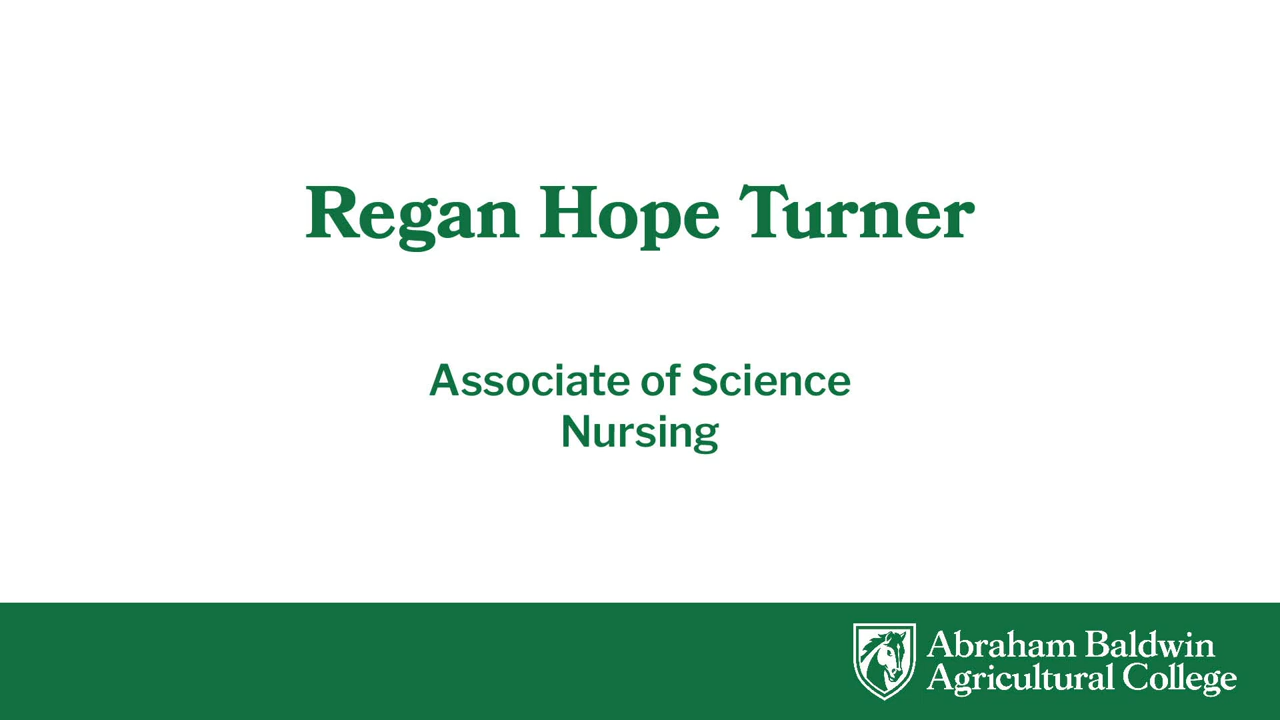 Regan Hope Turner
Associate of Science
Nursing
Abraham Baldwin
Agricultural College